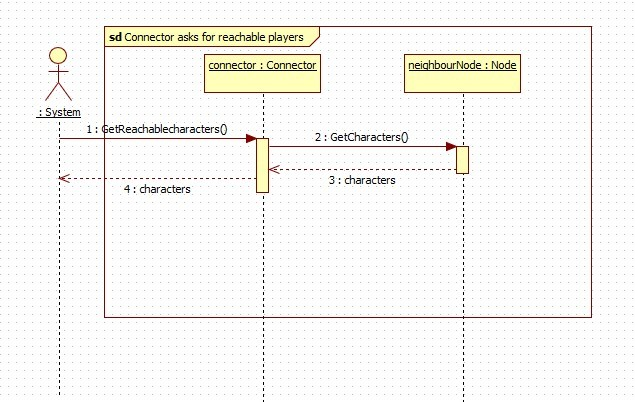 sd Connector asks for reachable players
connector : Connector
neighbourNode : Node
: System
1 : GetReachablecharacters()
2 : GetCharacters()
3 : characters
4 : characters